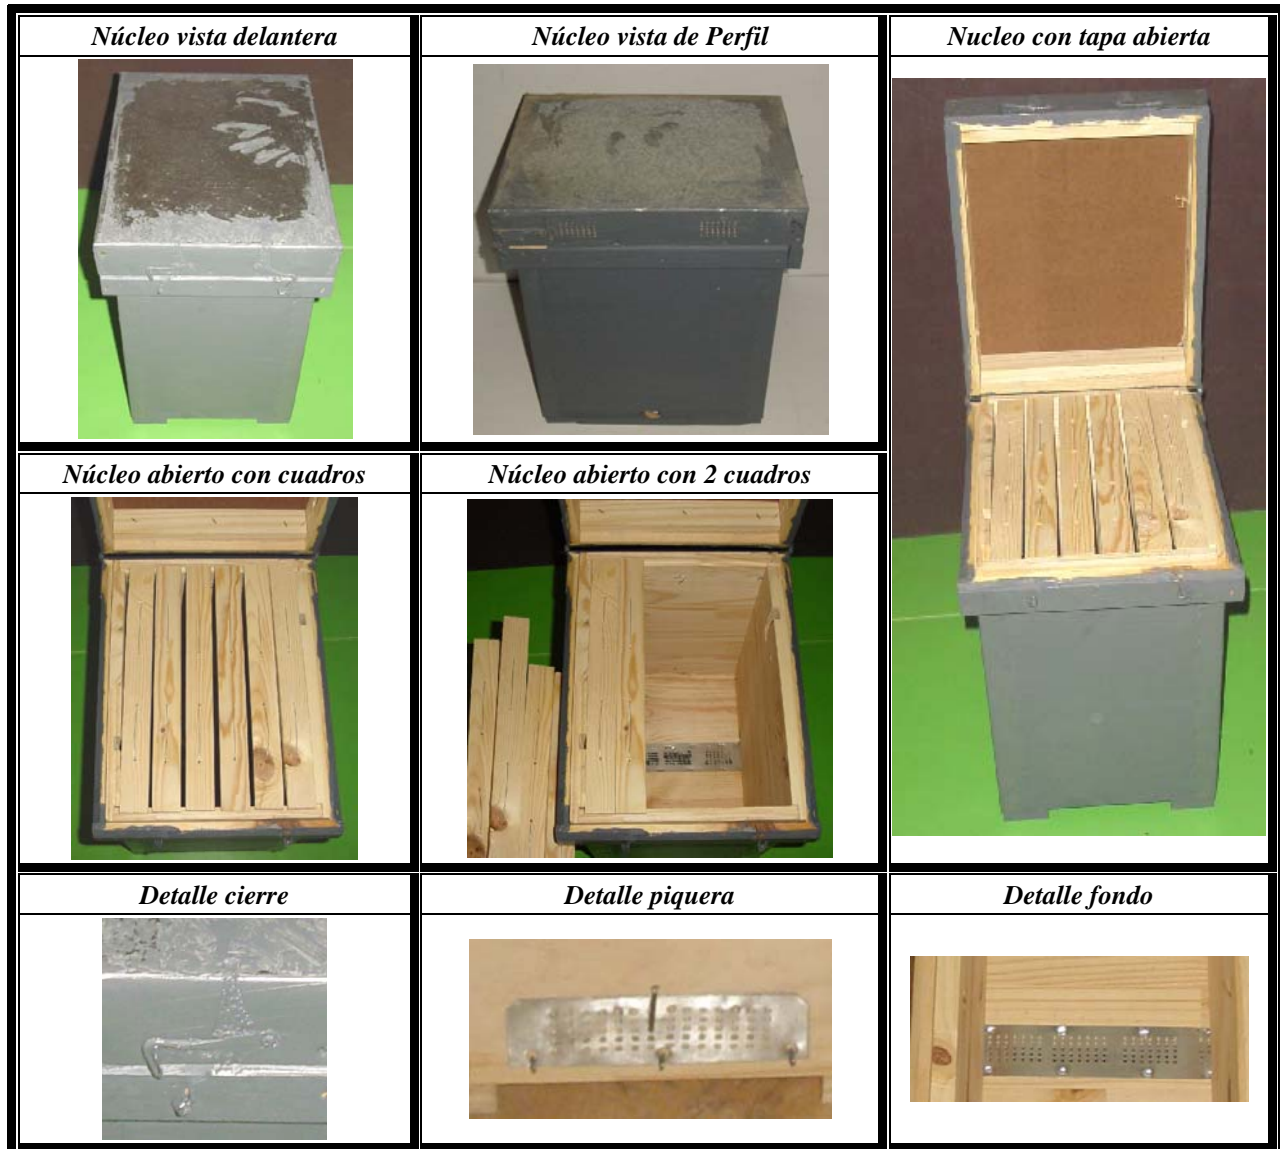 Núcleo vista delantera
Núcleo vista de Perfil
Nucleo con tapa abierta
Núcleo abierto con cuadros
Núcleo abierto con 2 cuadros
Detalle cierre
Detalle piquera
Detalle fondo